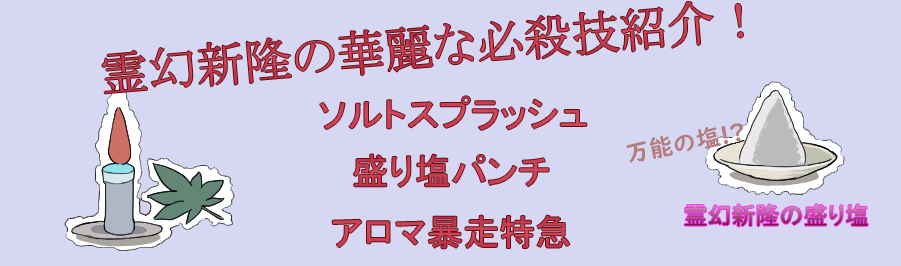 霊幻新隆の華麗な必殺技紹介！
ソルトスプラッシュ
盛り塩パンチ
アロマ暴走特急
万能の塩!?
霊幻新隆の盛り塩